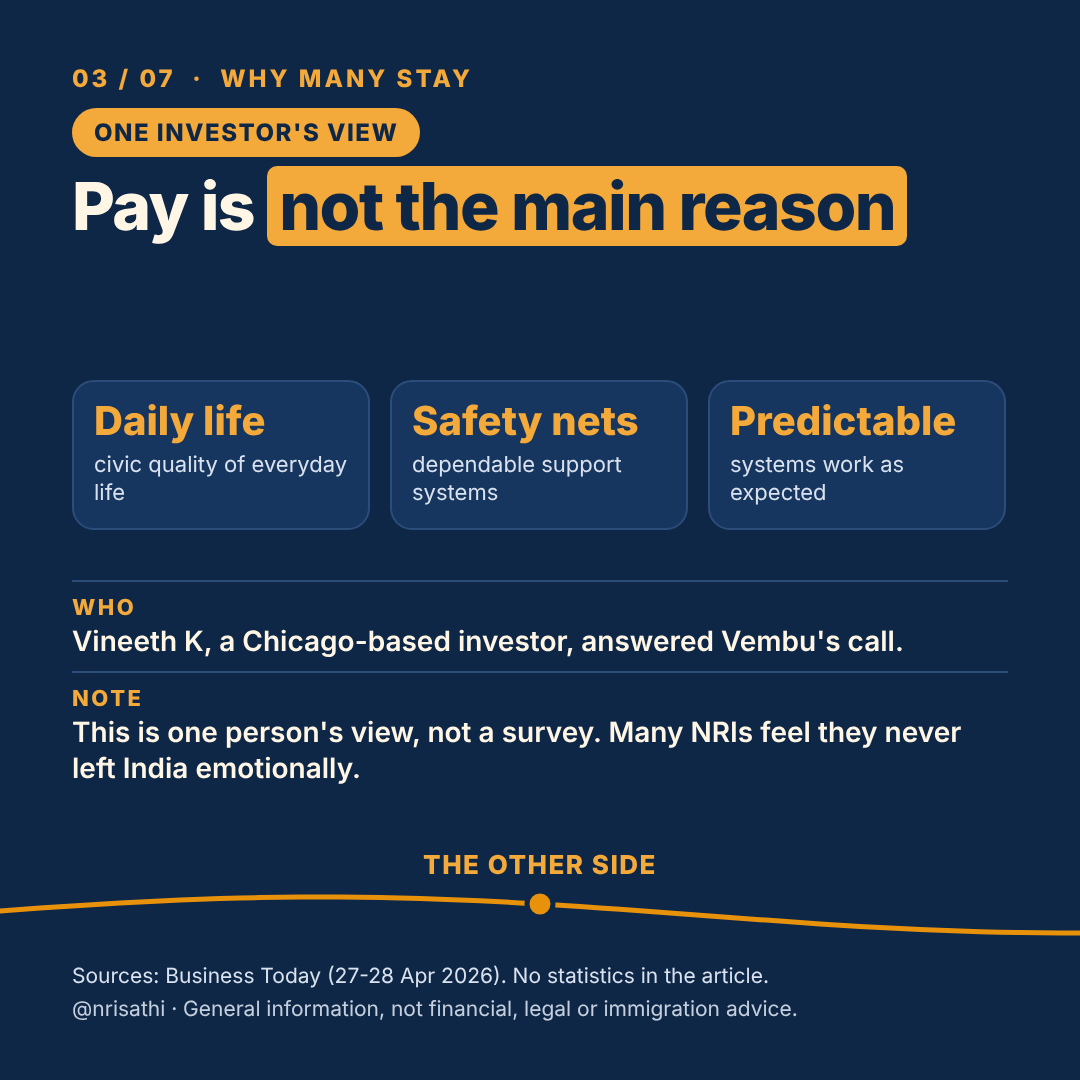 03 / 07 · WHY MANY STAY
ONE INVESTOR'S VIEW
Pay is not the main reason
Daily life
civic quality of everyday
life
Safety nets
dependable support
systems
Predictable
systems work as
expected
WHO
Vineeth K, a Chicago-based investor, answered Vembu's call.
NOTE
This is one person's view, not a survey. Many NRIs feel they never
left India emotionally.
THE OTHER SIDE
Sources: Business Today (27-28 Apr 2026). No statistics in the article.
@nrisathi · General information, not financial, legal or immigration advice.